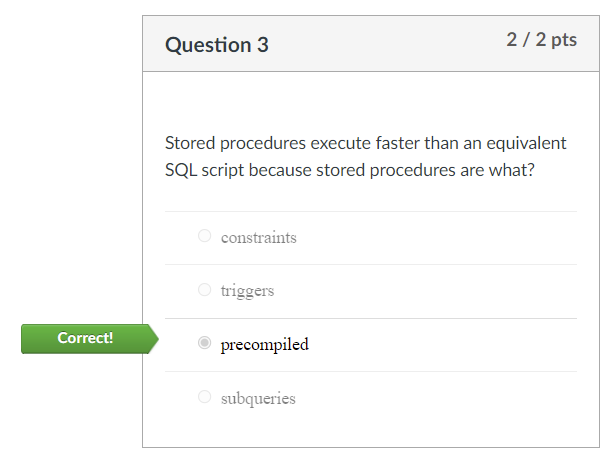 Question 3
2 / 2 pts
Stored procedures execute faster than an equivalent
SQL script because stored procedures are what?
constraints
triggers
Correct!
precompiled
subqueries